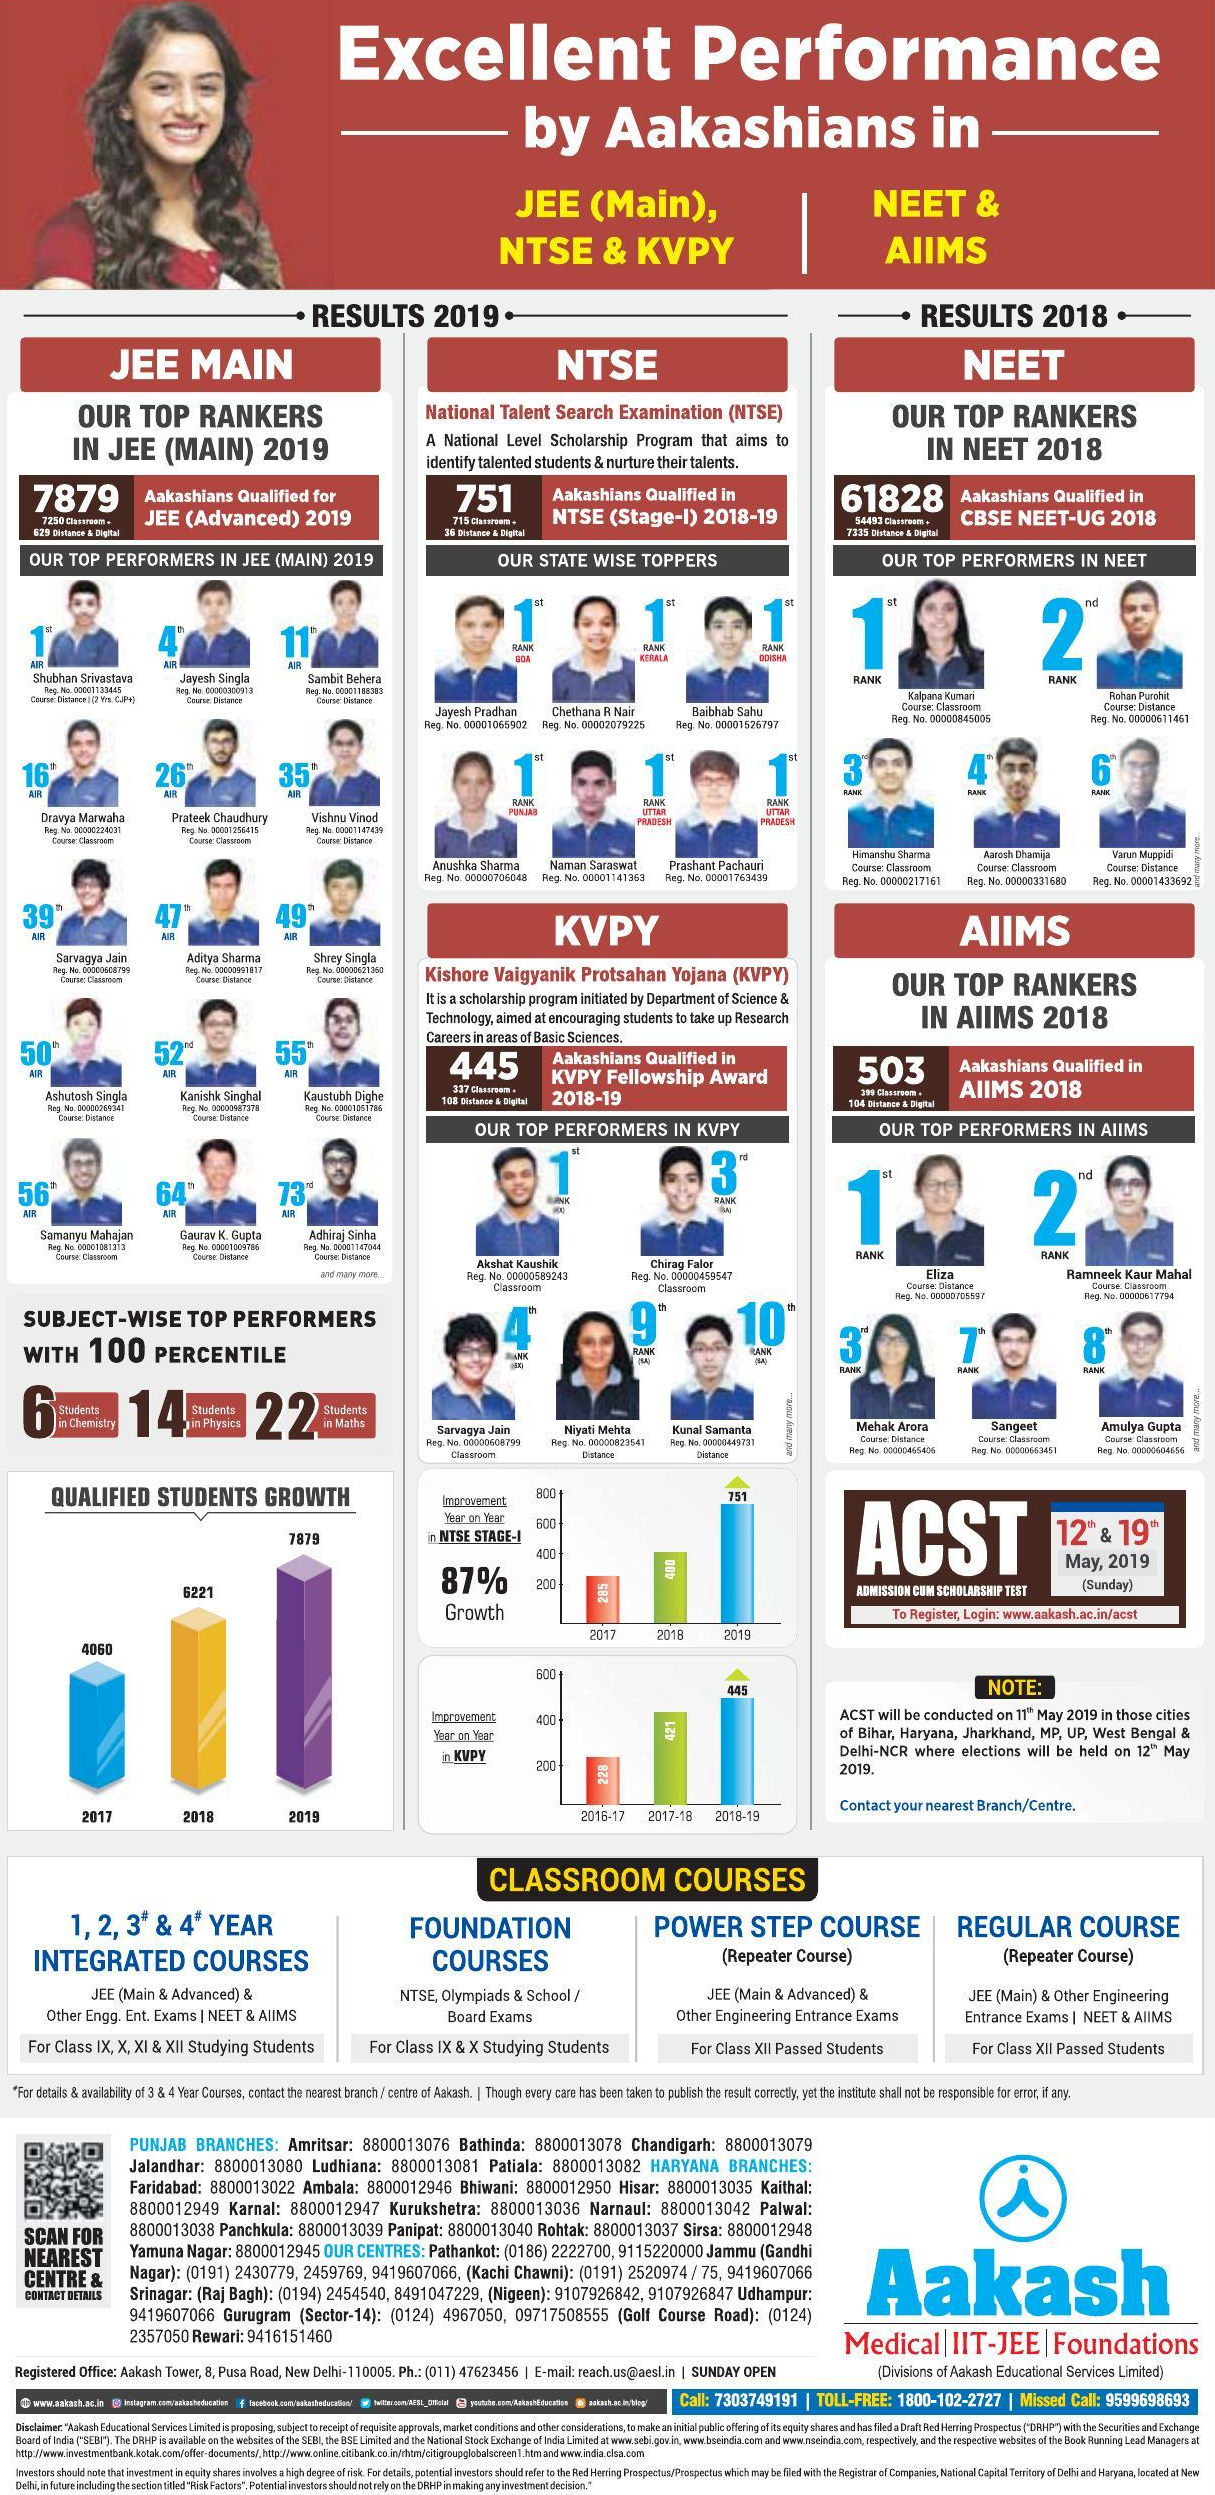 Excellent Performance
by Aakashians in
JEE (Main),
NTSE & KVPY
NEET &
AIIMS
RESULTS 2019
RESULTS 2018
JEE MAIN
OUR TOP RANKERS
IN JEE (MAIN) 2019
7879
7250 Classroom +
629 Distance & Digital
Aakashians Qualified for
JEE (Advanced) 2019
OUR TOP PERFORMERS IN JEE (MAIN) 2019
1st AIR
Shubhan Srivastava
Reg. No. 00001133445
Course: Distance | (2 Yrs. CJP+)
4th AIR
Jayesh Singla
Reg. No. 00000300913
Course: Distance
11th AIR
Sambit Behera
Reg. No. 00001188383
Course: Distance
16th AIR
Dravya Marwaha
Reg. No. 00000224031
Course: Classroom
26th AIR
Prateek Chaudhury
Reg. No. 00001256415
Course: Classroom
35th AIR
Vishnu Vinod
Reg. No. 00001147439
Course: Distance
39th AIR
Sarvagya Jain
Reg. No. 00000608799
Course: Classroom
47th AIR
Aditya Sharma
Reg. No. 00000991817
Course: Distance
49th AIR
Shrey Singla
Reg. No. 00000621360
Course: Distance
50th AIR
Ashutosh Singla
Reg. No. 00000269341
Course: Distance
52nd AIR
Kanishk Singhal
Reg. No. 00000987378
Course: Distance
55th AIR
Kaustubh Dighe
Reg. No. 00001051786
Course: Distance
56th AIR
Samanyu Mahajan
Reg. No. 00001081313
Course: Classroom
64th AIR
Gaurav K. Gupta
Reg. No. 00001009786
Course: Distance
73rd AIR
Adhiraj Sinha
Reg. No. 00001147044
Course: Distance
and many more...
SUBJECT-WISE TOP PERFORMERS
WITH 100 PERCENTILE
6 Students in Chemistry
14 Students in Physics
22 Students in Maths
QUALIFIED STUDENTS GROWTH
4060
6221
7879
2017
2018
2019
NTSE
National Talent Search Examination (NTSE)
A National Level Scholarship Program that aims to
identify talented students & nurture their talents.
751
715 Classroom +
36 Distance & Digital
Aakashians Qualified in
NTSE (Stage-I) 2018-19
OUR STATE WISE TOPPERS
1st RANK GOA
Jayesh Pradhan
Reg. No. 00001065902
1st RANK KERALA
Chethana R Nair
Reg. No. 00002079225
1st RANK ODISHA
Baibhab Sahu
Reg. No. 00001526797
1st RANK PUNJAB
Anushka Sharma
Reg. No. 00000706048
1st RANK UTTAR PRADESH
Naman Saraswat
Reg. No. 00001141363
1st RANK UTTAR PRADESH
Prashant Pachauri
Reg. No. 00001763439
KVPY
Kishore Vaigyanik Protsahan Yojana (KVPY)
It is a scholarship program initiated by Department of Science &
Technology, aimed at encouraging students to take up Research
Careers in areas of Basic Sciences.
445
337 Classroom +
108 Distance & Digital
Aakashians Qualified in
KVPY Fellowship Award
2018-19
OUR TOP PERFORMERS IN KVPY
1st RANK (SX)
Akshat Kaushik
Reg. No. 00000589243
Classroom
3rd RANK (SA)
Chirag Falor
Reg. No. 00000459547
Classroom
4th RANK (SX)
Sarvagya Jain
Reg. No. 00000608799
Classroom
9th RANK (SA)
Niyati Mehta
Reg. No. 00000823541
Distance
10th RANK (SA)
Kunal Samanta
Reg. No. 00000449731
Distance
and many more...
Improvement
Year on Year
in NTSE STAGE-I
87%
Growth
800
600
400
200
285
400
751
2017
2018
2019
Improvement
Year on Year
in KVPY
600
400
200
228
421
445
2016-17
2017-18
2018-19
NEET
OUR TOP RANKERS
IN NEET 2018
61828
54493 Classroom +
7335 Distance & Digital
Aakashians Qualified in
CBSE NEET-UG 2018
OUR TOP PERFORMERS IN NEET
1st RANK
Kalpana Kumari
Course: Classroom
Reg. No. 00000845005
2nd RANK
Rohan Purohit
Course: Distance
Reg. No. 00000611461
3rd RANK
Himanshu Sharma
Course: Classroom
Reg. No. 00000217161
4th RANK
Aarosh Dhamija
Course: Classroom
Reg. No. 00000331680
6th RANK
Varun Muppidi
Course: Distance
Reg. No. 00001433692
and many more...
AIIMS
OUR TOP RANKERS
IN AIIMS 2018
503
399 Classroom +
104 Distance & Digital
Aakashians Qualified in
AIIMS 2018
OUR TOP PERFORMERS IN AIIMS
1st RANK
Eliza
Course: Distance
Reg. No. 00000705597
2nd RANK
Ramneek Kaur Mahal
Course: Classroom
Reg. No. 00000617794
3rd RANK
Mehak Arora
Course: Distance
Reg. No. 00000465406
7th RANK
Sangeet
Course: Classroom
Reg. No. 00000663451
8th RANK
Amulya Gupta
Course: Classroom
Reg. No. 00000604656
and many more...
ACST
ADMISSION CUM SCHOLARSHIP TEST
12th & 19th
May, 2019
(Sunday)
To Register, Login: www.aakash.ac.in/acst
NOTE:
ACST will be conducted on 11th May 2019 in those cities
of Bihar, Haryana, Jharkhand, MP, UP, West Bengal &
Delhi-NCR where elections will be held on 12th May
2019.
Contact your nearest Branch/Centre.
CLASSROOM COURSES
1, 2, 3# & 4# YEAR
INTEGRATED COURSES
JEE (Main & Advanced) &
Other Engg. Ent. Exams | NEET & AIIMS
For Class IX, X, XI & XII Studying Students
FOUNDATION
COURSES
NTSE, Olympiads & School /
Board Exams
For Class IX & X Studying Students
POWER STEP COURSE
(Repeater Course)
JEE (Main & Advanced) &
Other Engineering Entrance Exams
For Class XII Passed Students
REGULAR COURSE
(Repeater Course)
JEE (Main) & Other Engineering
Entrance Exams | NEET & AIIMS
For Class XII Passed Students
#For details & availability of 3 & 4 Year Courses, contact the nearest branch / centre of Aakash. | Though every care has been taken to publish the result correctly, yet the institute shall not be responsible for error, if any.
SCAN FOR
NEAREST
CENTRE &
CONTACT DETAILS
PUNJAB BRANCHES: Amritsar: 8800013076 Bathinda: 8800013078 Chandigarh: 8800013079
Jalandhar: 8800013080 Ludhiana: 8800013081 Patiala: 8800013082 HARYANA BRANCHES:
Faridabad: 8800013022 Ambala: 8800012946 Bhiwani: 8800012950 Hisar: 8800013035 Kaithal:
8800012949 Karnal: 8800012947 Kurukshetra: 8800013036 Narnaul: 8800013042 Palwal:
8800013038 Panchkula: 8800013039 Panipat: 8800013040 Rohtak: 8800013037 Sirsa: 8800012948
Yamuna Nagar: 8800012945 OUR CENTRES: Pathankot: (0186) 2222700, 9115220000 Jammu (Gandhi
Nagar): (0191) 2430779, 2459769, 9419607066, (Kachi Chawni): (0191) 2520974 / 75, 9419607066
Srinagar: (Raj Bagh): (0194) 2454540, 8491047229, (Nigeen): 9107926842, 9107926847 Udhampur:
9419607066 Gurugram (Sector-14): (0124) 4967050, 09717508555 (Golf Course Road): (0124)
2357050 Rewari: 9416151460
Aakash
Medical | IIT-JEE | Foundations
(Divisions of Aakash Educational Services Limited)
Registered Office: Aakash Tower, 8, Pusa Road, New Delhi-110005. Ph.: (011) 47623456 | E-mail: reach.us@aesl.in | SUNDAY OPEN
www.aakash.ac.in instagram.com/aakasheducation facebook.com/aakasheducation/ twitter.com/AESL_Official youtube.com/AakashEducation aakash.ac.in/blog/
Call: 7303749191 | TOLL-FREE: 1800-102-2727 | Missed Call: 9599698693
Disclaimer: "Aakash Educational Services Limited is proposing, subject to receipt of requisite approvals, market conditions and other considerations, to make an initial public offering of its equity shares and has filed a Draft Red Herring Prospectus ("DRHP") with the Securities and Exchange
Board of India ("SEBI"). The DRHP is available on the websites of the SEBI, the BSE Limited and the National Stock Exchange of India Limited at www.sebi.gov.in, www.bseindia.com and www.nseindia.com, respectively, and the respective websites of the Book Running Lead Managers at
http://www.investmentbank.kotak.com/offer-documents/, http://www.online.citibank.co.in/rhtm/citigroupglobalscreen1.htm and www.india.clsa.com
Investors should note that investment in equity shares involves a high degree of risk. For details, potential investors should refer to the Red Herring Prospectus/Prospectus which may be filed with the Registrar of Companies, National Capital Territory of Delhi and Haryana, located at New
Delhi, in future including the section titled "Risk Factors". Potential investors should not rely on the DRHP in making any investment decision."